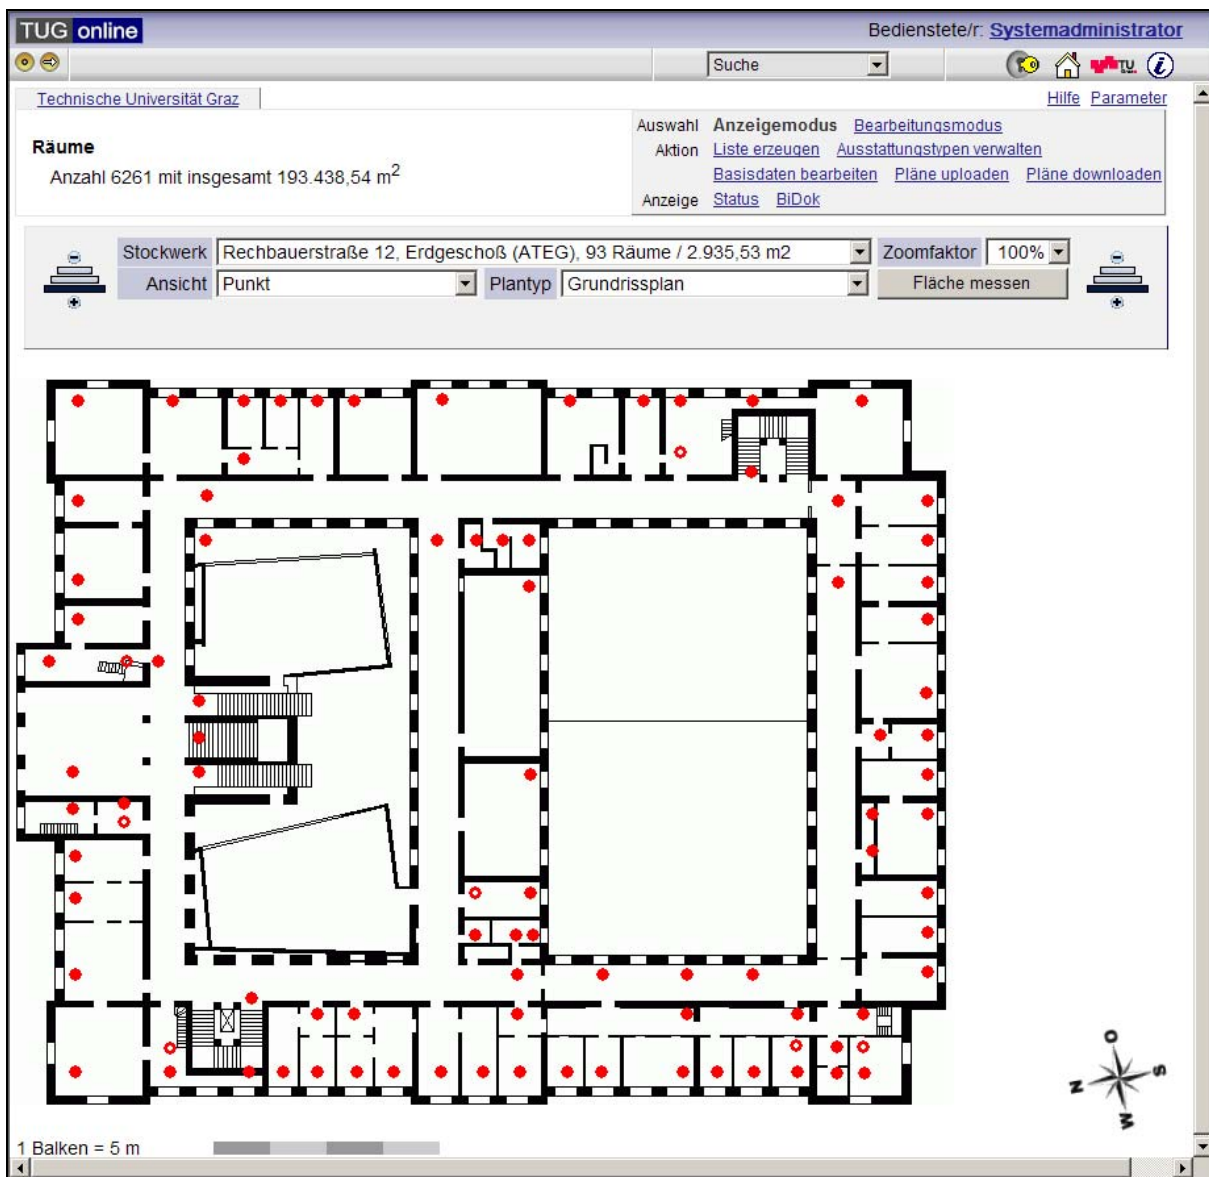 TUG online
Bedienstete/r: Systemadministrator
Suche
TU
i
Technische Universität Graz
Hilfe Parameter
Räume
Anzahl 6261 mit insgesamt 193.438,54 m2
Auswahl Anzeigemodus Bearbeitungsmodus
Aktion Liste erzeugen Ausstattungstypen verwalten
Basisdaten bearbeiten Pläne uploaden Pläne downloaden
Anzeige Status BiDok
Stockwerk Rechbauerstraße 12, Erdgeschoß (ATEG), 93 Räume / 2.935,53 m2 Zoomfaktor 100%
Ansicht Punkt Plantyp Grundrissplan Fläche messen
O
S
N
W
1 Balken = 5 m